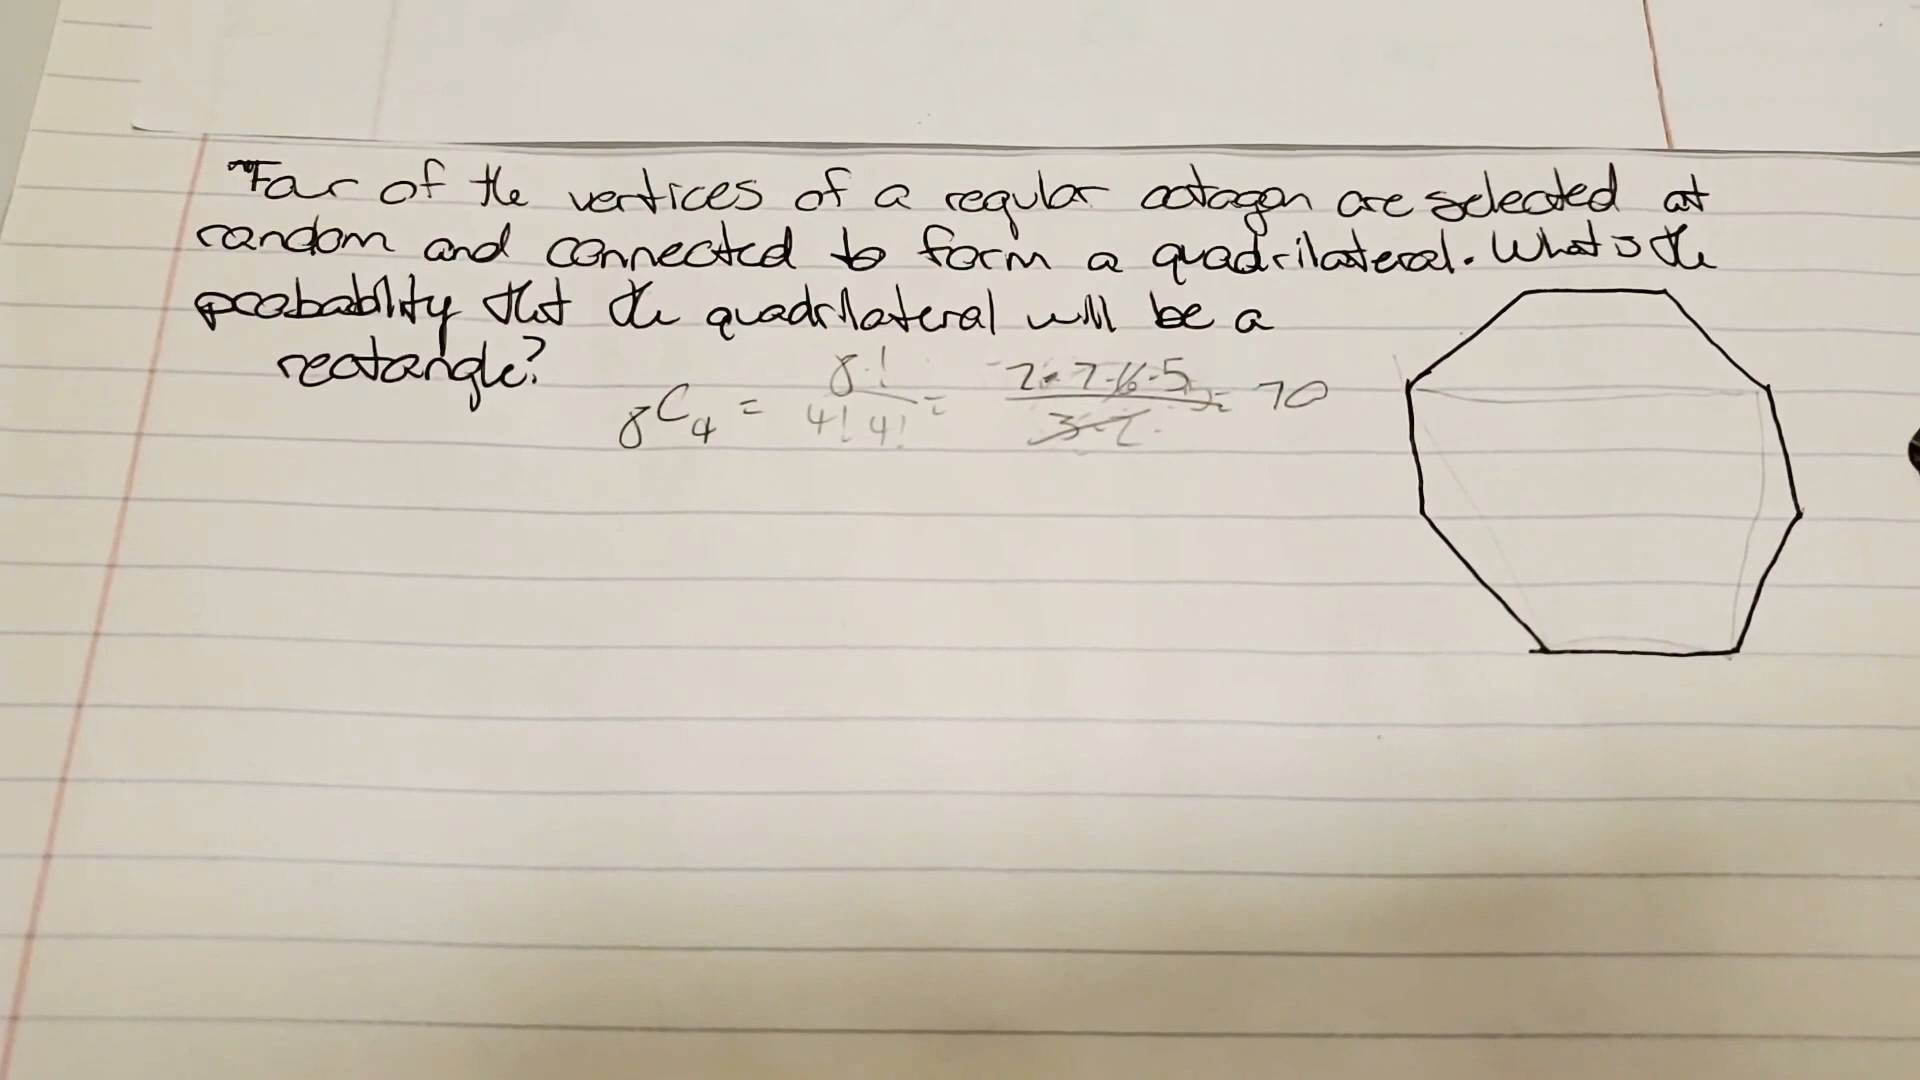 Four of the vertices of a regular octagon are selected at
random and connected to form a quadrilateral. What is the
probability that the quadrilateral will be a
rectangle?
8C4 = 8!/4!4! = 2·7·6·5/3·2 = 70